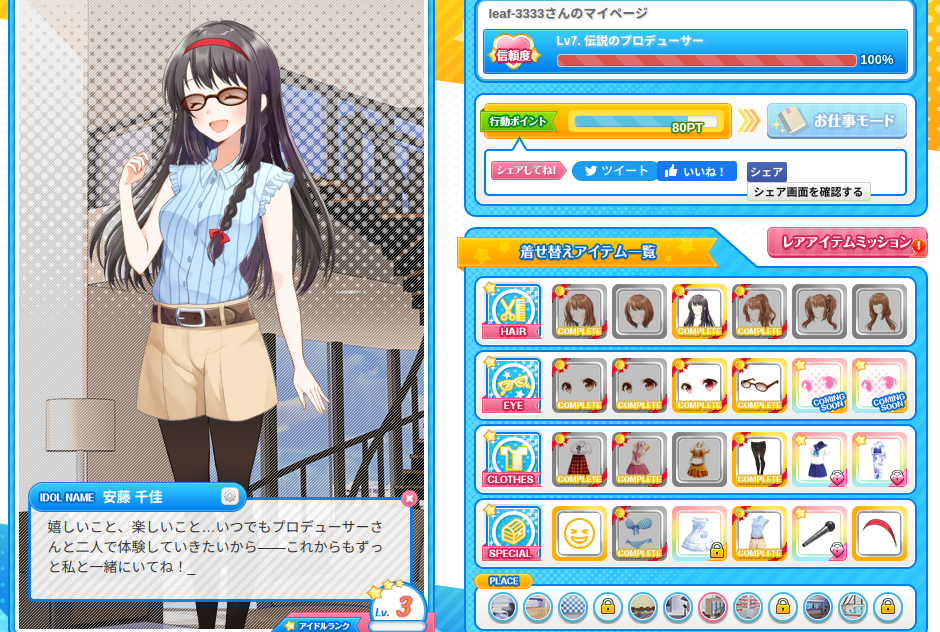 leaf-3333さんのマイページ
信頼度
Lv7. 伝説のプロデューサー
100%
行動ポイント
80PT
お仕事モード
シェアしてね!
ツイート
いいね！
シェア
シェア画面を確認する
着せ替えアイテム一覧
レアアイテムミッション
!
HAIR
COMPLETE
COMPLETE
COMPLETE
EYE
COMPLETE
COMPLETE
COMPLETE
COMPLETE
COMING SOON
COMING SOON
CLOTHES
COMPLETE
COMPLETE
COMPLETE
SPECIAL
COMPLETE
COMPLETE
PLACE
IDOL NAME 安藤 千佳
嬉しいこと、楽しいこと…いつでもプロデューサーさ
んと二人で体験していきたいから――これからもずっ
と私と一緒にいてね！_
Lv. 3
アイドルランク